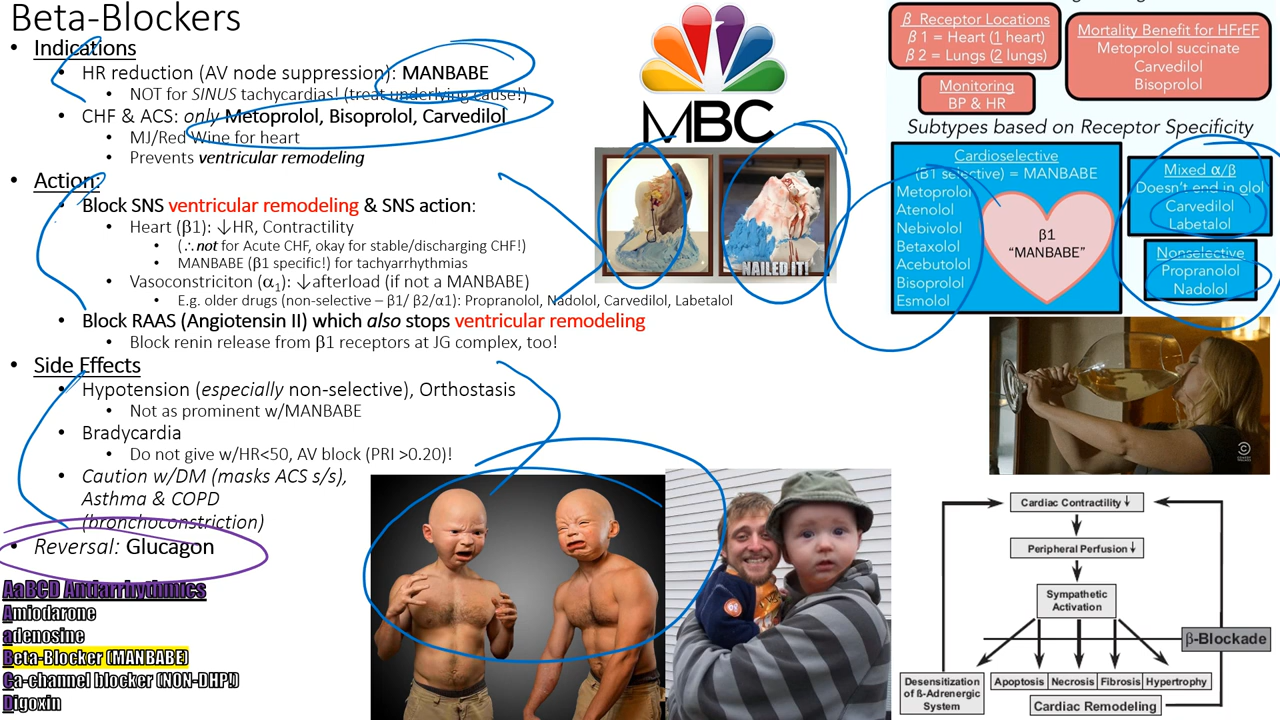 Beta-Blockers
• Indications
• HR reduction (AV node suppression): MANBABE
• NOT for SINUS tachycardias! (treat underlying cause!)
• CHF & ACS: only Metoprolol, Bisoprolol, Carvedilol
• MJ/Red Wine for heart
• Prevents ventricular remodeling
• Action:
• Block SNS ventricular remodeling & SNS action:
• Heart (β1): ↓HR, Contractility
• (∴not for Acute CHF, okay for stable/discharging CHF!)
• MANBABE (β1 specific!) for tachyarrhythmias
• Vasoconstriciton (α1): ↓afterload (if not a MANBABE)
• E.g. older drugs (non-selective – β1/ β2/α1): Propranolol, Nadolol, Carvedilol, Labetalol
• Block RAAS (Angiotensin II) which also stops ventricular remodeling
• Block renin release from β1 receptors at JG complex, too!
• Side Effects
• Hypotension (especially non-selective), Orthostasis
• Not as prominent w/MANBABE
• Bradycardia
• Do not give w/HR<50, AV block (PRI >0.20)!
• Caution w/DM (masks ACS s/s),
Asthma & COPD
(bronchoconstriction)
• Reversal: Glucagon
AaBCD Antiarrhythmics
Amiodarone
adenosine
Beta-Blocker (MANBABE)
Ca-channel blocker (NON-DHP!)
Digoxin
MBC
NAILED IT!
β Receptor Locations
β 1 = Heart (1 heart)
β 2 = Lungs (2 lungs)
Monitoring
BP & HR
Mortality Benefit for HFrEF
Metoprolol succinate
Carvedilol
Bisoprolol
Subtypes based on Receptor Specificity
Cardioselective
(B1 selective) = MANBABE
Metoprolol
Atenolol
Nebivolol
Betaxolol
Acebutolol
Bisoprolol
Esmolol
β1
"MANBABE"
Mixed α/β
Doesn't end in olol
Carvedilol
Labetalol
Nonselective
Propranolol
Nadolol
Cardiac Contractility ↓
Peripheral Perfusion ↓
Sympathetic
Activation
β-Blockade
Desensitization
of ß-Adrenergic
System
Apoptosis
Necrosis
Fibrosis
Hypertrophy
Cardiac Remodeling